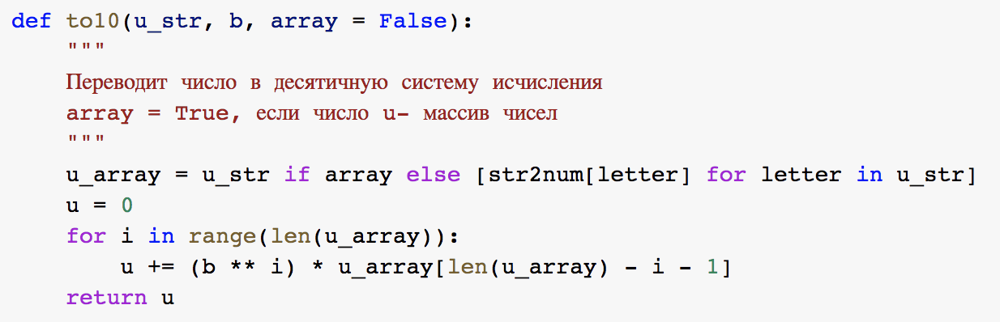 def to10(u_str, b, array = False):
    """
    Переводит число в десятичную систему исчисления
    array = True, если число u- массив чисел
    """
    u_array = u_str if array else [str2num[letter] for letter in u_str]
    u = 0
    for i in range(len(u_array)):
        u += (b ** i) * u_array[len(u_array) - i - 1]
    return u